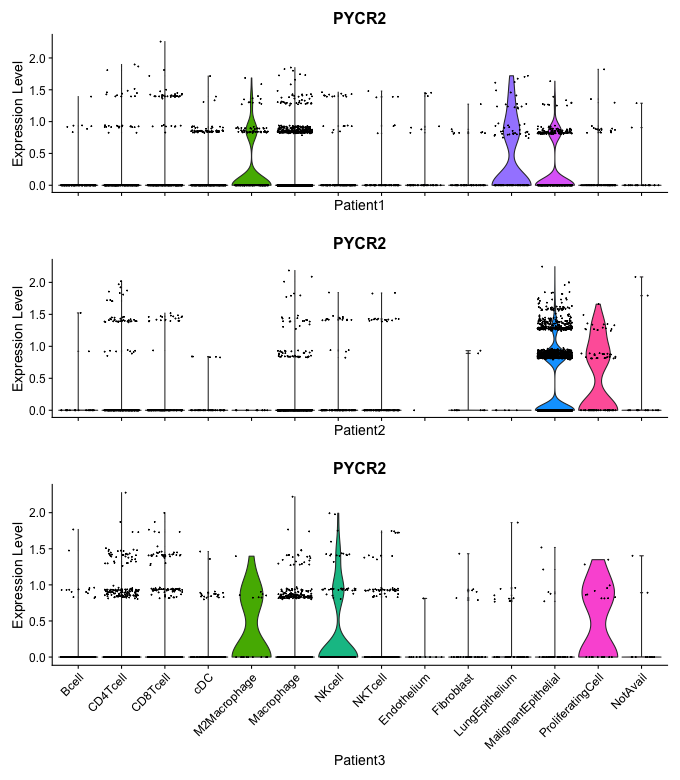 PYCR2
Expression Level
2.0
1.5
1.0
0.5
0.0
Patient1
PYCR2
Expression Level
2.0
1.5
1.0
0.5
0.0
Patient2
PYCR2
Expression Level
2.0
1.5
1.0
0.5
0.0
Bcell
CD4Tcell
CD8Tcell
cDC
M2Macrophage
Macrophage
NKcell
NKTcell
Endothelium
Fibroblast
LungEpithelium
MalignantEpithelial
ProliferatingCell
NotAvail
Patient3